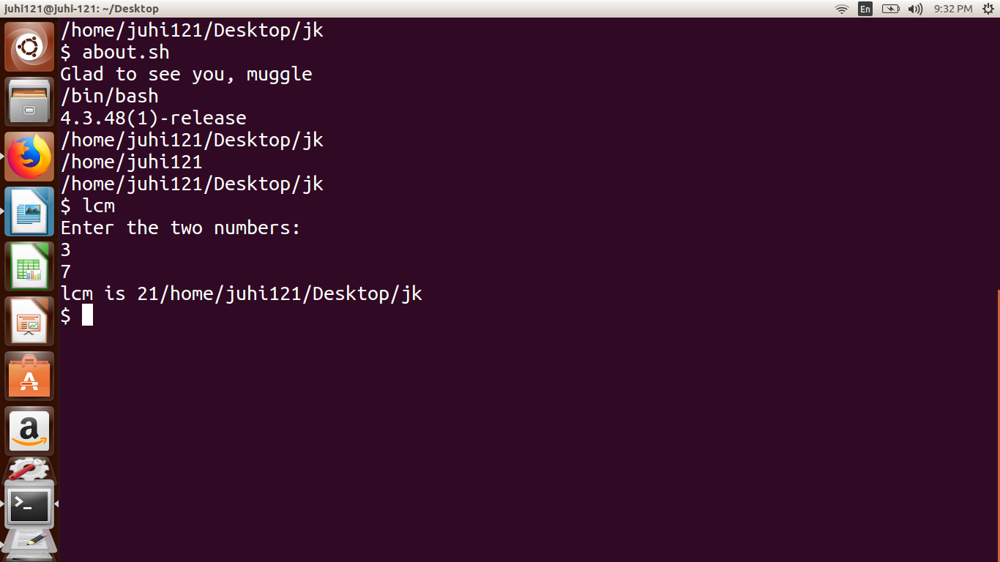 juhi121@juhi-121: ~/Desktop
En
9:32 PM
/home/juhi121/Desktop/jk
$ about.sh
Glad to see you, muggle
/bin/bash
4.3.48(1)-release
/home/juhi121/Desktop/jk
/home/juhi121
/home/juhi121/Desktop/jk
$ lcm
Enter the two numbers:
3
7
lcm is 21/home/juhi121/Desktop/jk
$